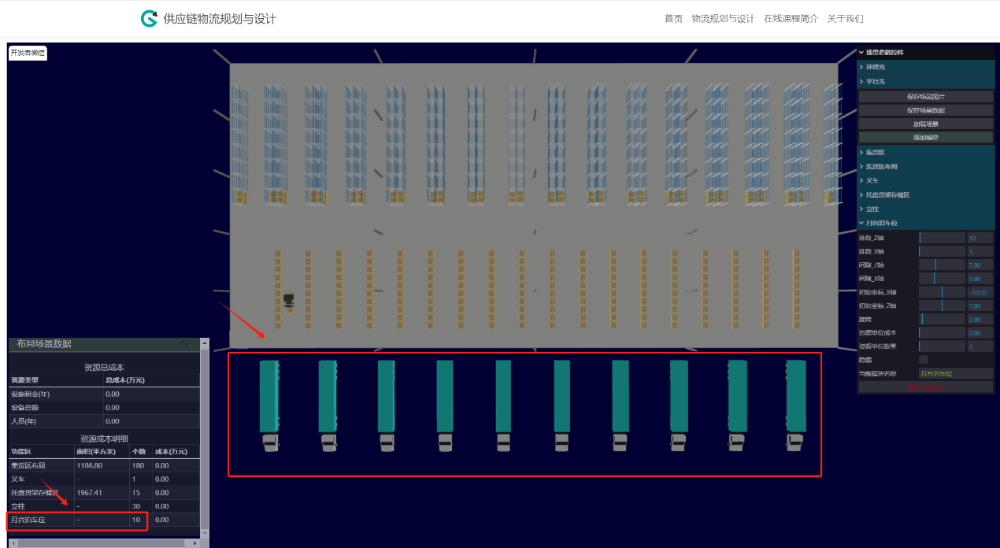 供应链物流规划与设计
首页 物流规划与设计 在线课程简介 关于我们
开发者微信
场景参数控件
环境光
平行光
保存场景图片
保存场景数据
加载场景
添加模块
集货区
集货区布局
叉车
托盘货架存储区
立柱
月台泊车位
排数_Z轴 10
排数_X轴 1
间隙_Z轴 7.00
间隙_X轴 0.00
初始坐标_X轴 -10.00
初始坐标_Z轴 7.00
旋转 2.00
资源单位成本 0.00
资源单位数量 1
隐藏
当前模块名称 月台泊车位
布局场景数据
资源总成本
资源类型 总成本(万元)
设施租金(年) 0.00
设备总额 0.00
人员(年) 0.00
资源成本明细
功能区 面积(平方米) 个数 成本(万元)
集货区布局 1186.80 180 0.00
叉车 - 1 0.00
托盘货架存储区 1967.41 15 0.00
立柱 - 30 0.00
月台泊车位 - 10 0.00